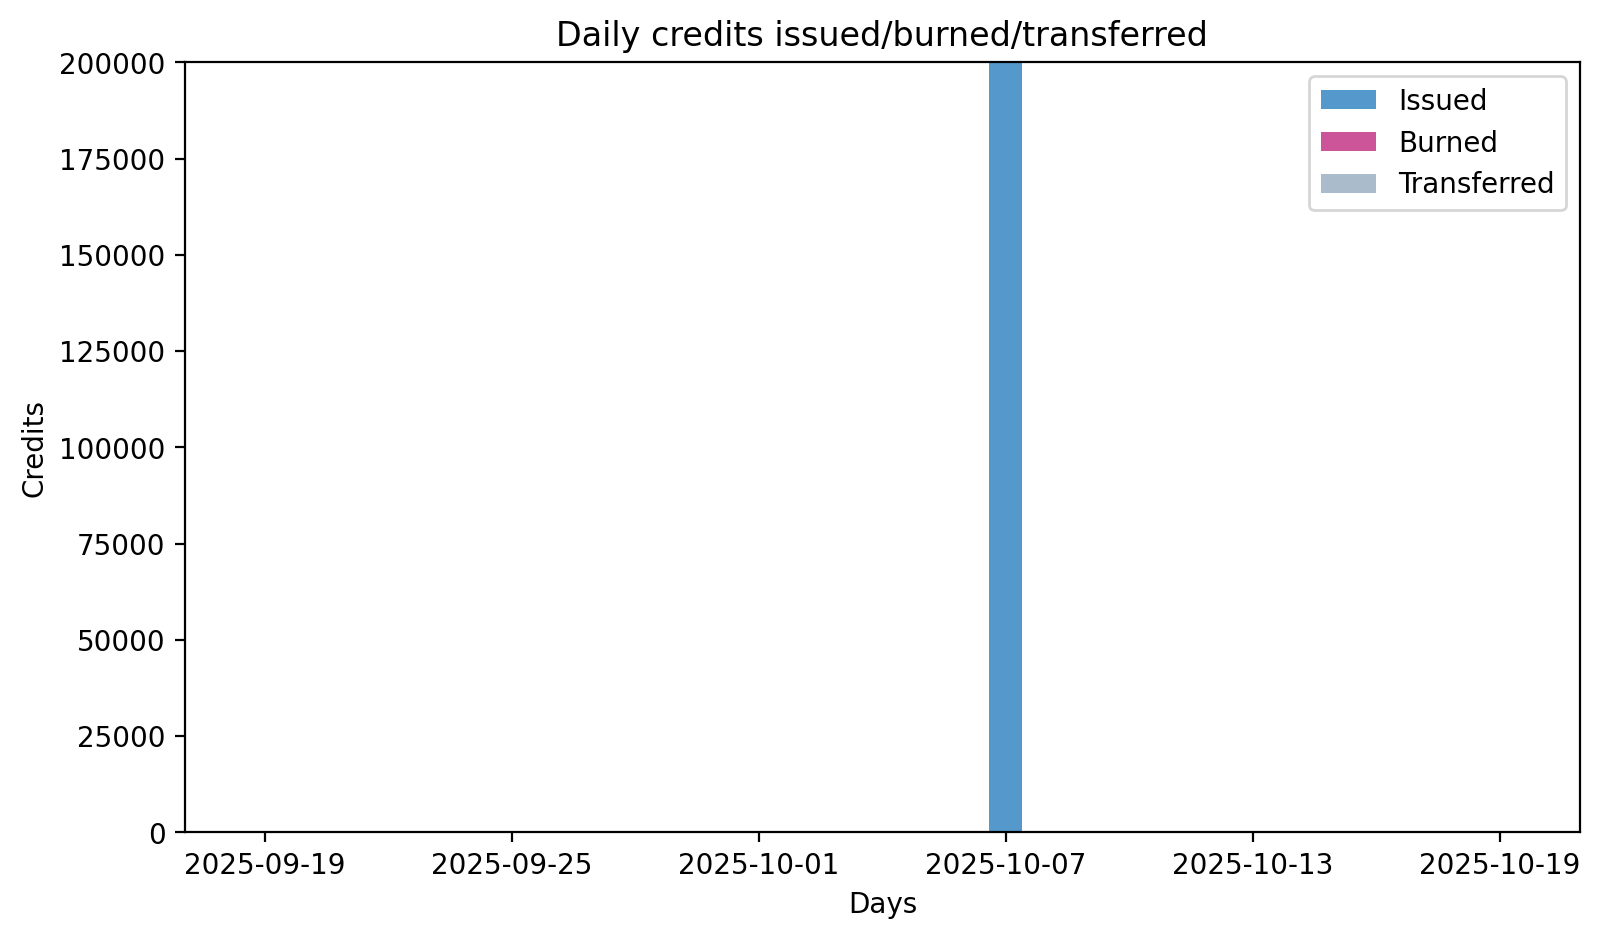 Daily credits issued/burned/transferred
200000
175000
150000
125000
100000
75000
50000
25000
0
Credits
Issued
Burned
Transferred
2025-09-19 2025-09-25 2025-10-01 2025-10-07 2025-10-13 2025-10-19
Days